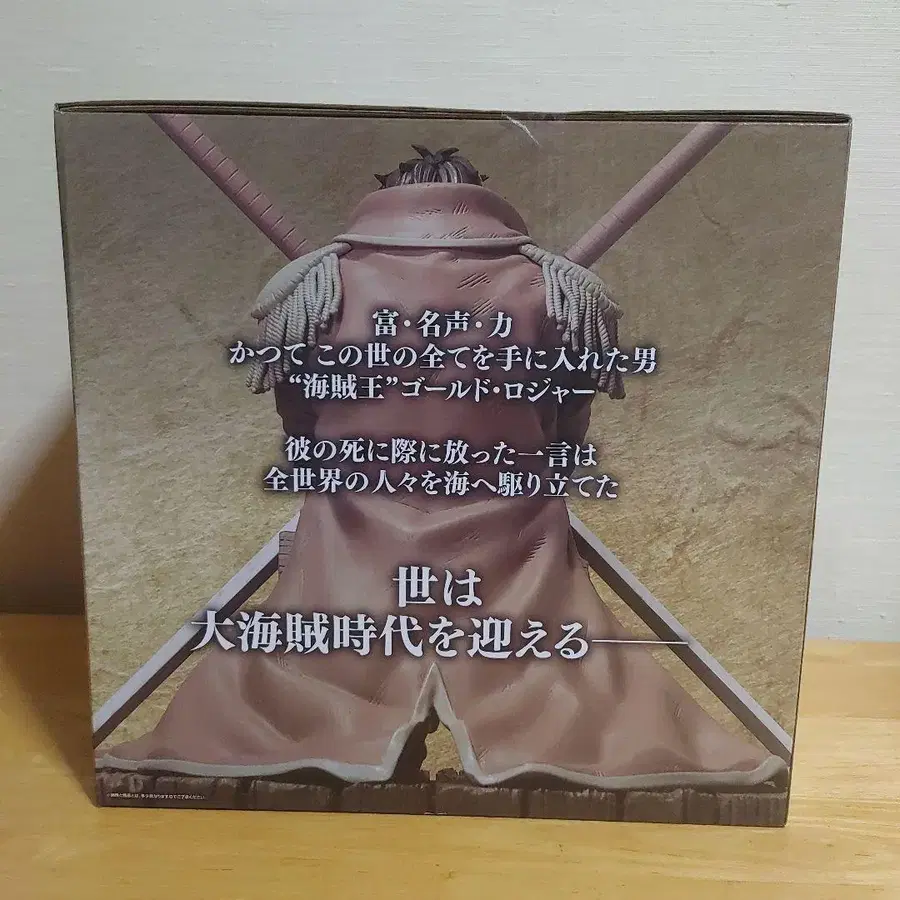 富・名声・力
かつて この世の全てを手に入れた男
“海賊王”ゴールド・ロジャー
彼の死に際に放った一言は
全世界の人々を海へ駆り立てた
世は
大海賊時代を迎える――